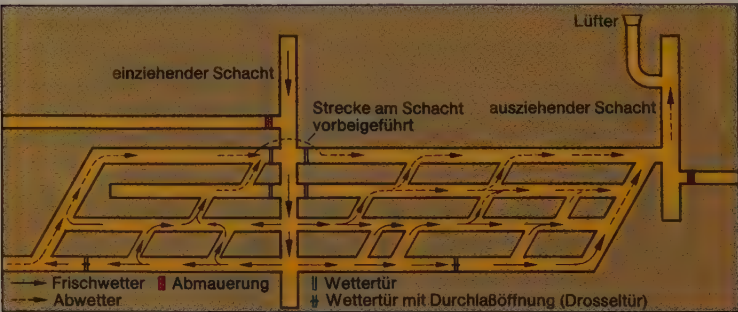 Lüfter
einziehender Schacht
Strecke am Schacht
vorbeigeführt
ausziehender Schacht
Frischwetter
Abmauerung
Wettertür
Abwetter
Wettertür mit Durchlaßöffnung (Drosseltür)